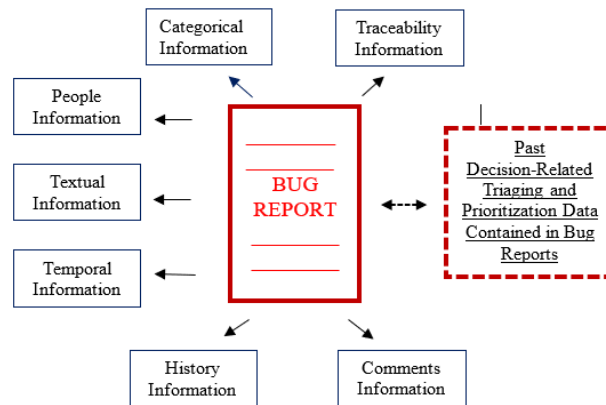 Categorical
Information
Traceability
Information
People
Information
Textual
Information
Temporal
Information
BUG
REPORT
Past
Decision-Related
Triaging and
Prioritization Data
Contained in Bug
Reports
History
Information
Comments
Information